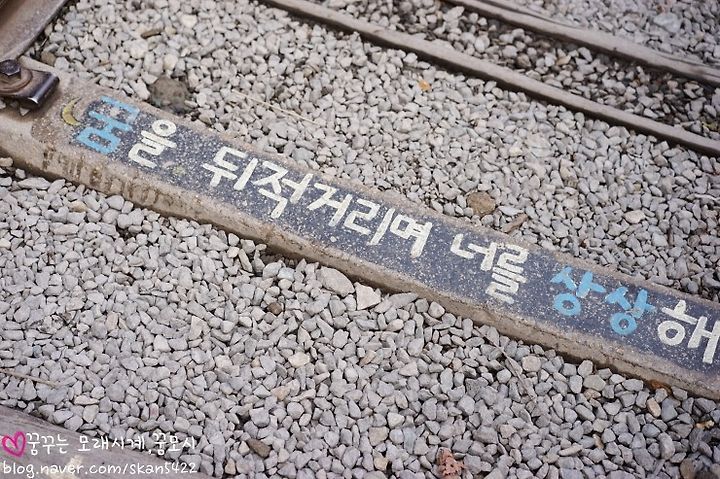 꿈을 뒤적거리며 너를 상상해
꿈꾸는 모래시계,꿈모시
blog.naver.com/skan5422